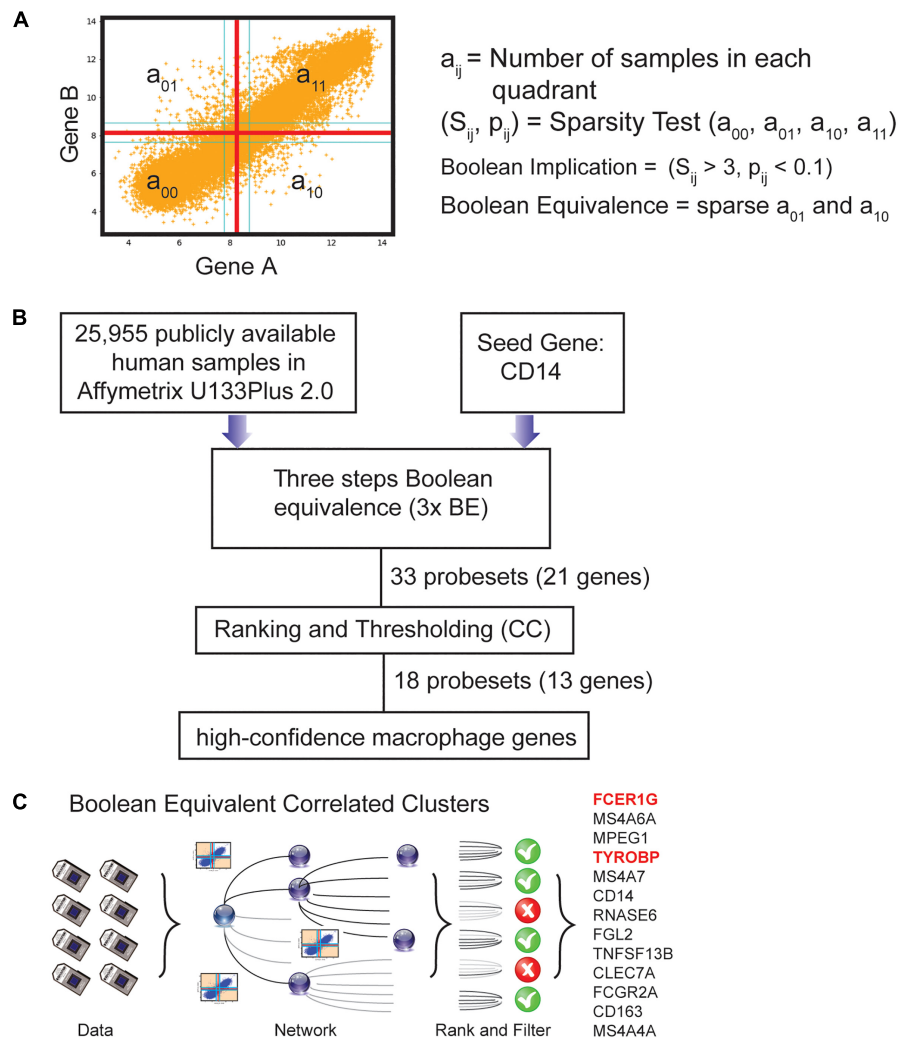 A
14
12
10
8
6
4
4
6
8
10
12
14
Gene B
Gene A
a01
a11
a00
a10
aij = Number of samples in each
quadrant
(Sij, pij) = Sparsity Test (a00, a01, a10, a11)
Boolean Implication = (Sij > 3, pij < 0.1)
Boolean Equivalence = sparse a01 and a10
B
25,955 publicly available
human samples in
Affymetrix U133Plus 2.0
Seed Gene:
CD14
Three steps Boolean
equivalence (3x BE)
33 probesets (21 genes)
Ranking and Thresholding (CC)
18 probesets (13 genes)
high-confidence macrophage genes
C
Boolean Equivalent Correlated Clusters
Data
Network
Rank and Filter
FCER1G
MS4A6A
MPEG1
TYROBP
MS4A7
CD14
RNASE6
FGL2
TNFSF13B
CLEC7A
FCGR2A
CD163
MS4A4A